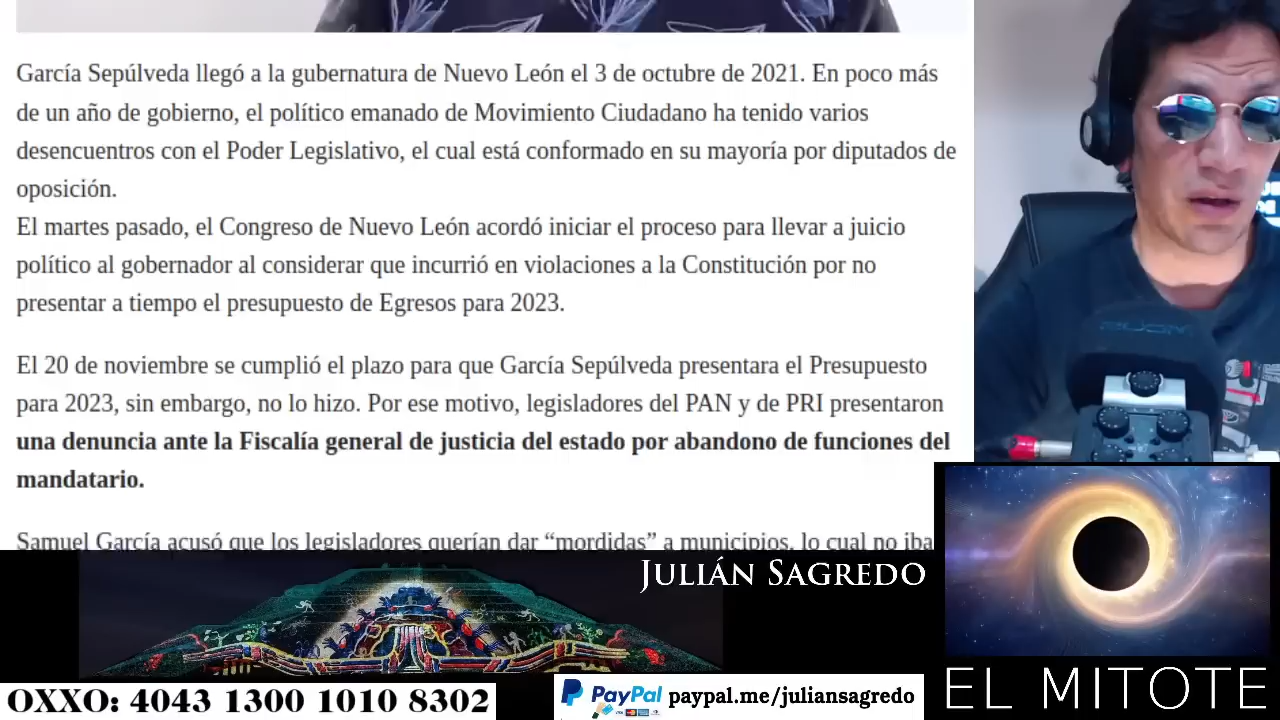 García Sepúlveda llegó a la gubernatura de Nuevo León el 3 de octubre de 2021. En poco más
de un año de gobierno, el político emanado de Movimiento Ciudadano ha tenido varios
desencuentros con el Poder Legislativo, el cual está conformado en su mayoría por diputados de
oposición.
El martes pasado, el Congreso de Nuevo León acordó iniciar el proceso para llevar a juicio
político al gobernador al considerar que incurrió en violaciones a la Constitución por no
presentar a tiempo el presupuesto de Egresos para 2023.
El 20 de noviembre se cumplió el plazo para que García Sepúlveda presentara el Presupuesto
para 2023, sin embargo, no lo hizo. Por ese motivo, legisladores del PAN y de PRI presentaron
una denuncia ante la Fiscalía general de justicia del estado por abandono de funciones del
mandatario.
Samuel García acusó que los legisladores querían dar “mordidas” a municipios, lo cual no iba
JULIÁN SAGREDO
OXXO: 4043 1300 1010 8302
PayPal paypal.me/juliansagredo
EL MITOTE